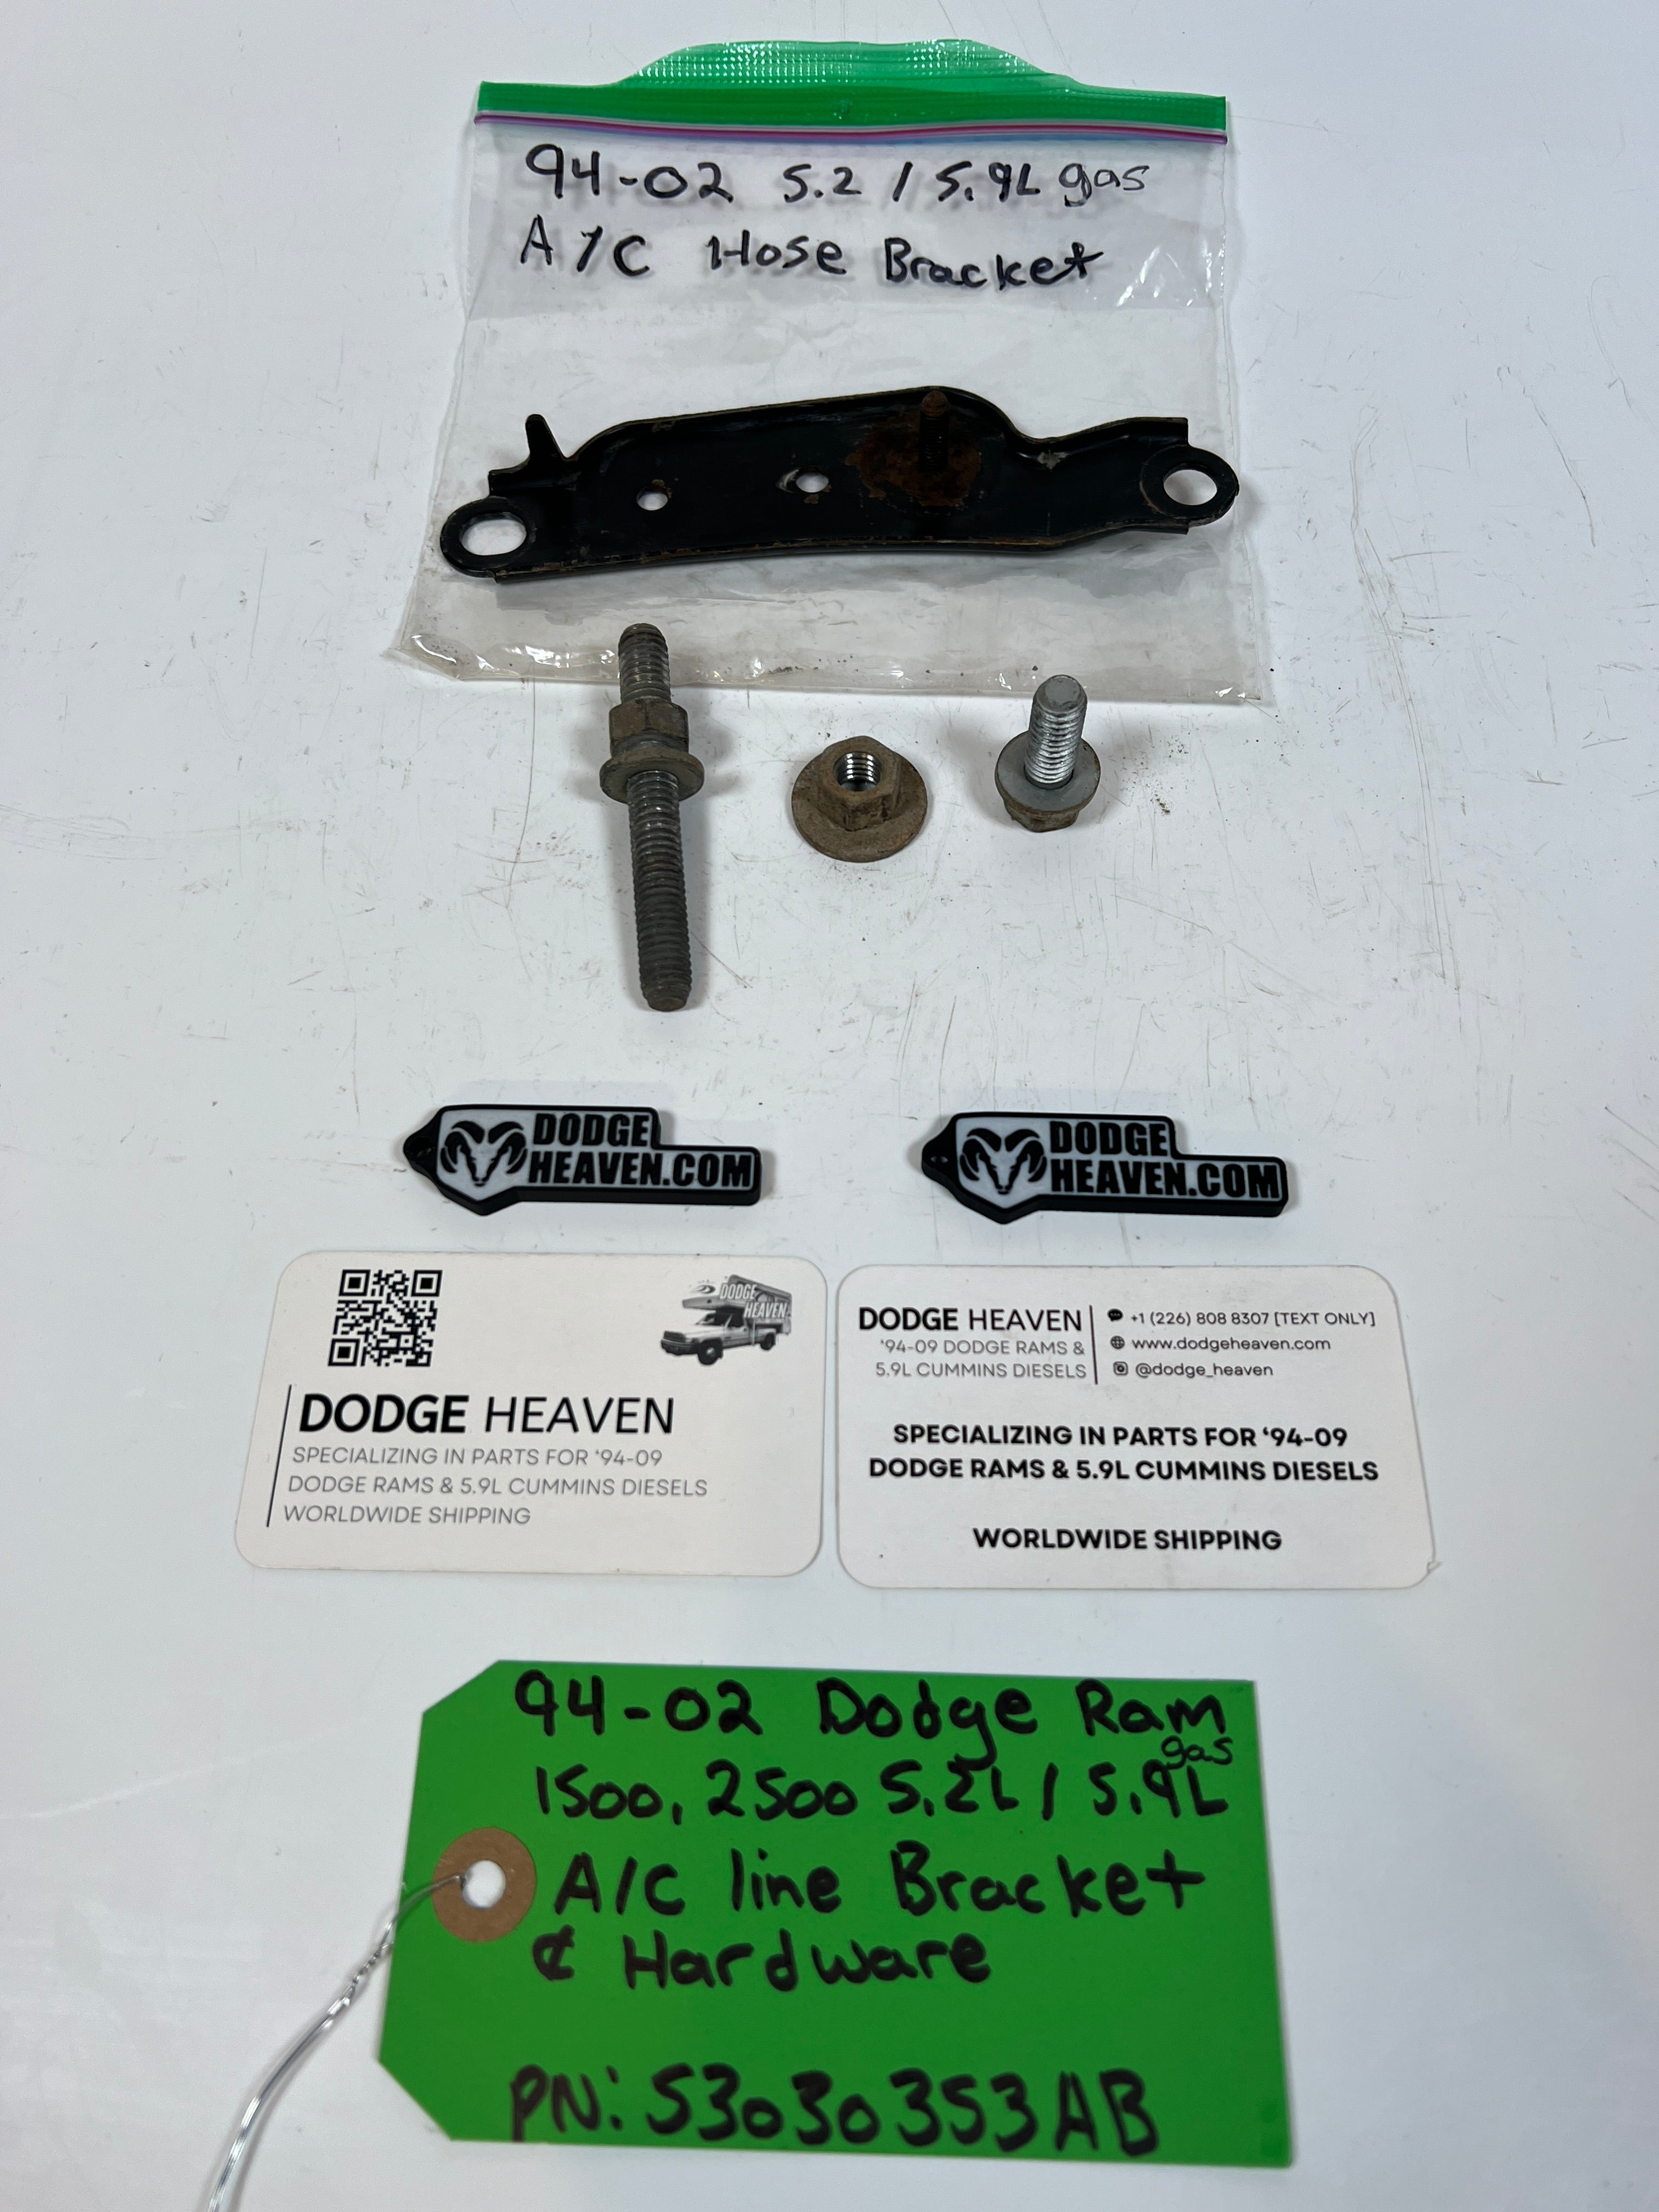 94-02 5.2 / 5.9L gas
A/C Hose Bracket
DODGE
HEAVEN.COM
DODGE
HEAVEN.COM
DODGE
HEAVEN
DODGE HEAVEN
SPECIALIZING IN PARTS FOR ‘94-09
DODGE RAMS & 5.9L CUMMINS DIESELS
WORLDWIDE SHIPPING
DODGE HEAVEN
‘94-09 DODGE RAMS &
5.9L CUMMINS DIESELS
+1 (226) 808 8307 [TEXT ONLY]
www.dodgeheaven.com
@dodge_heaven
SPECIALIZING IN PARTS FOR ‘94-09
DODGE RAMS & 5.9L CUMMINS DIESELS
WORLDWIDE SHIPPING
94-02 Dodge Ram
gas
1500, 2500 5.2L / 5.9L
A/C line Bracket
& Hardware
PN: 53030353AB